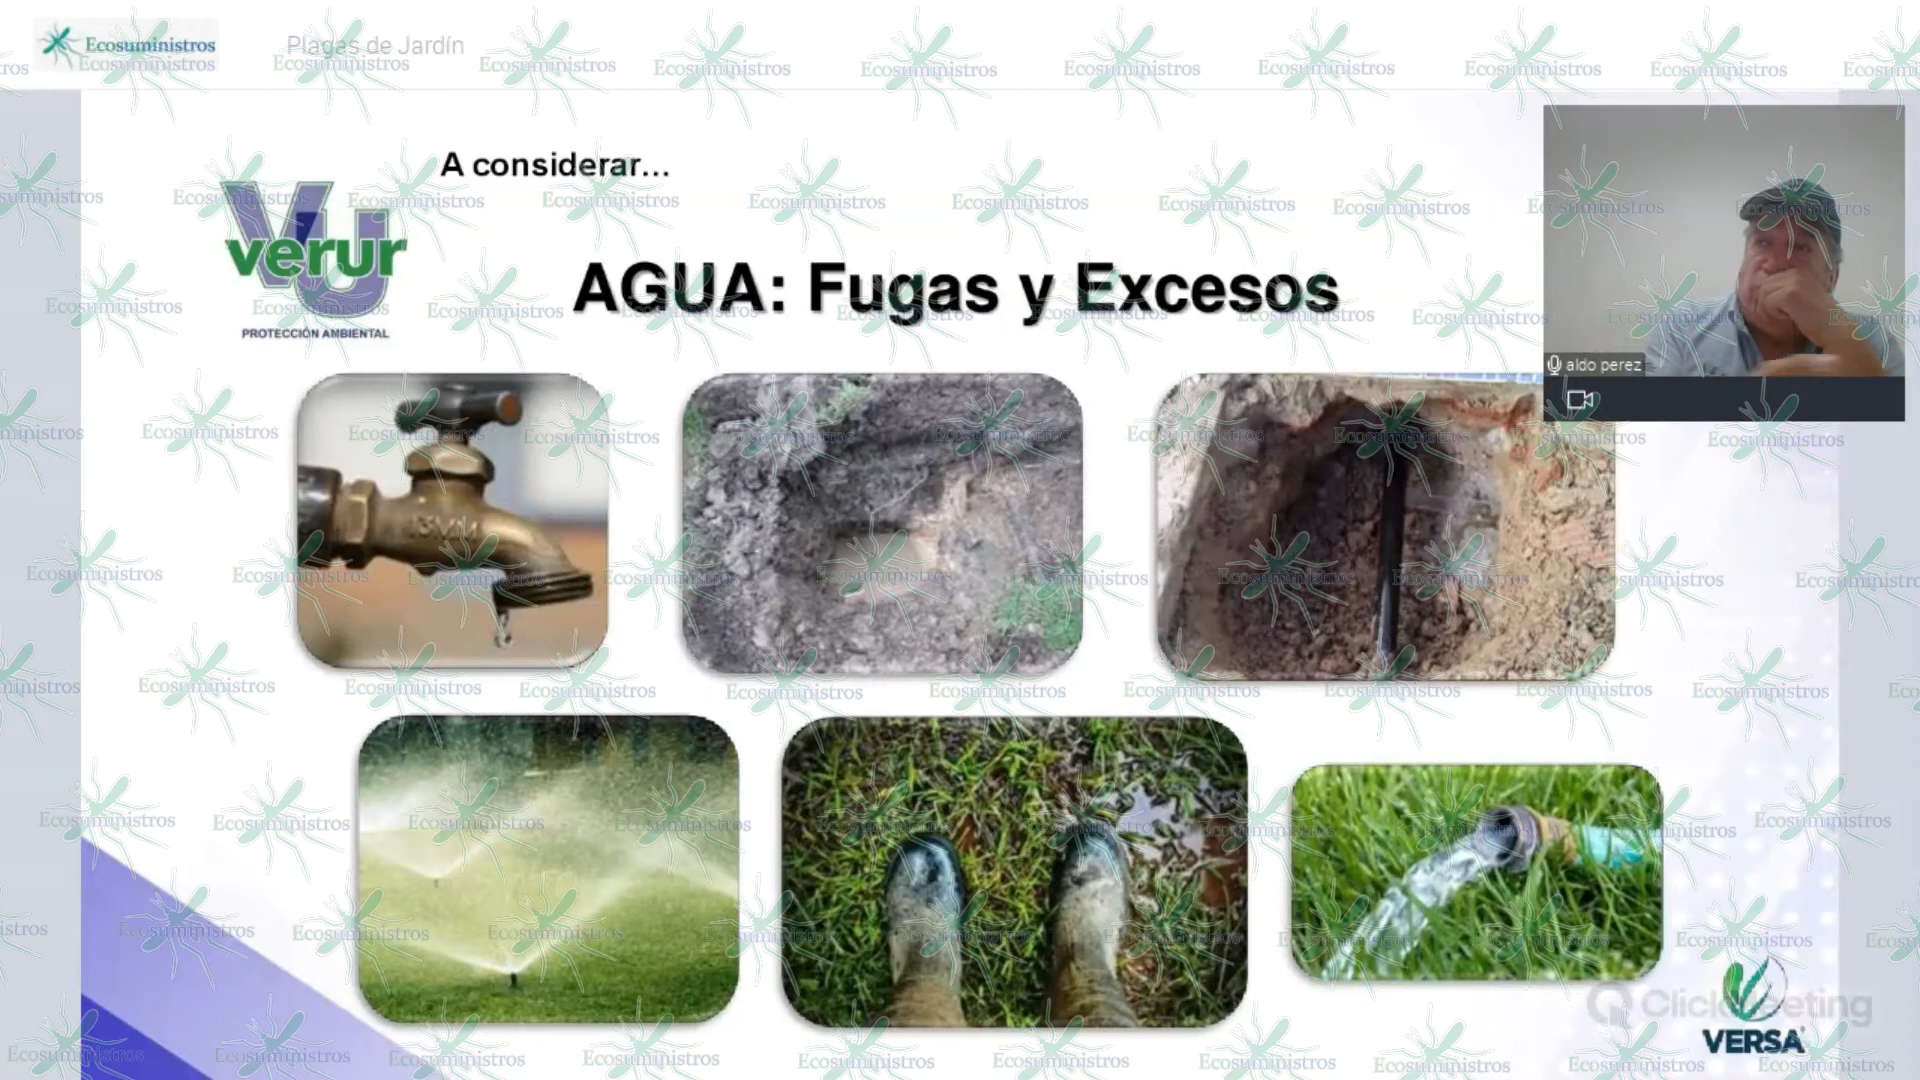 Ecosuministros
Plagas de Jardín
A considerar...
verur
PROTECCIÓN AMBIENTAL
AGUA: Fugas y Excesos
aldo perez
ClickMeeting
VERSA